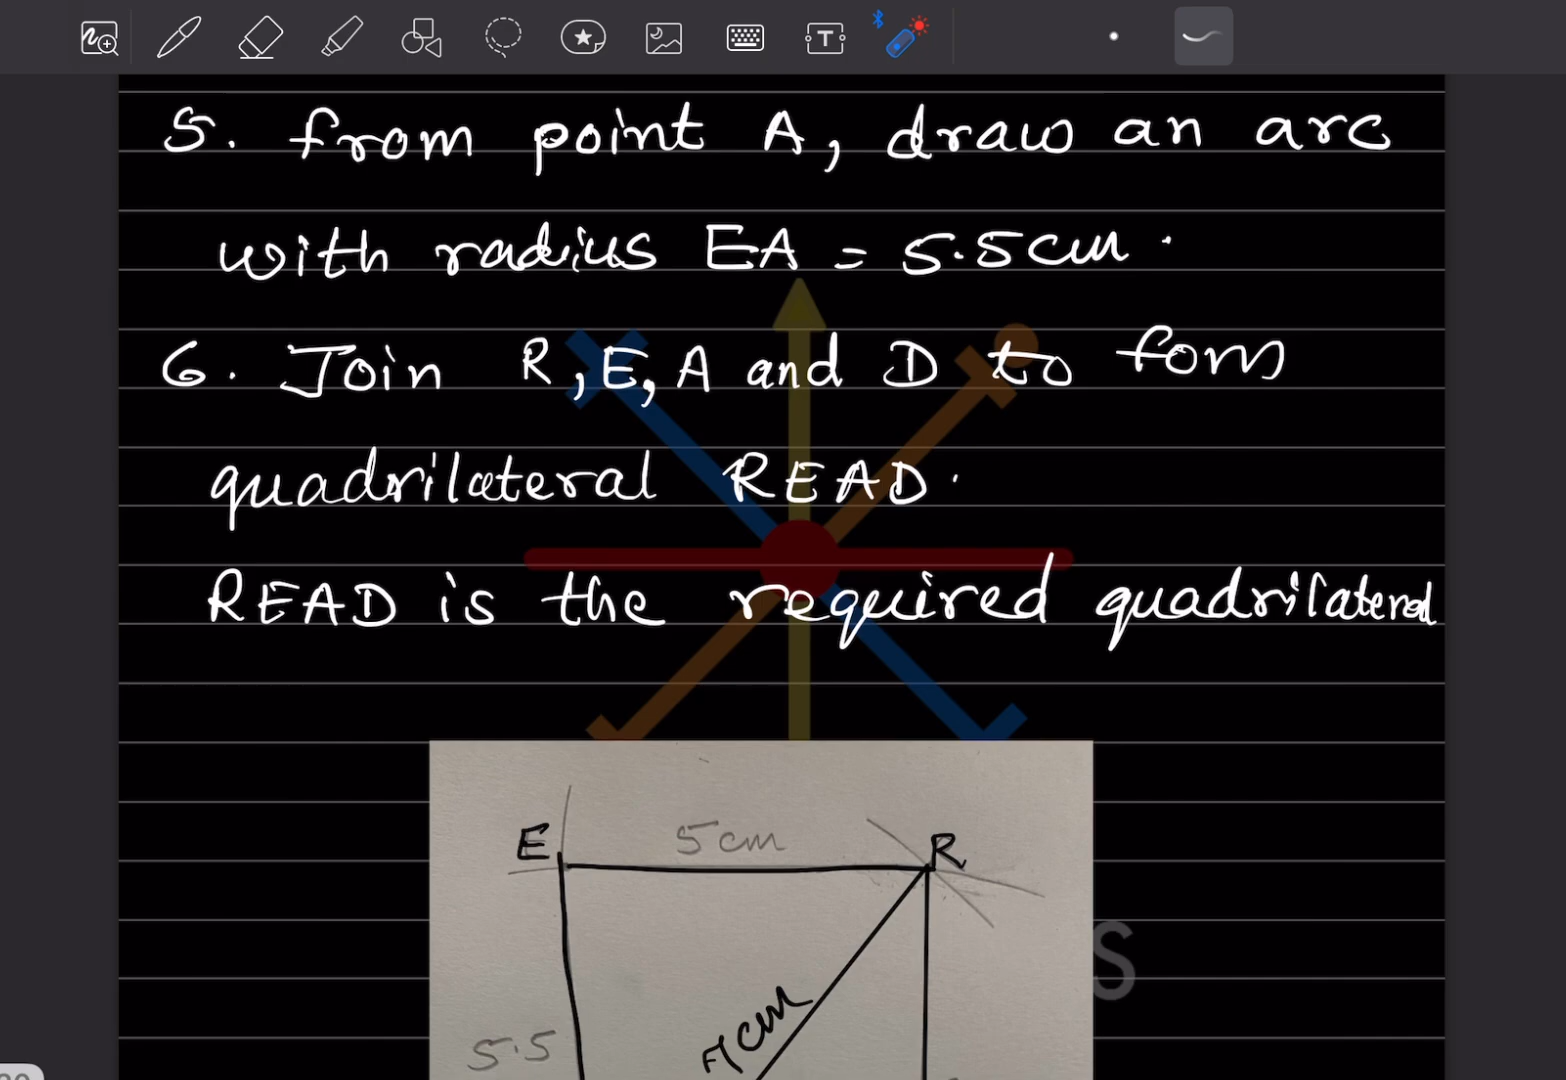 5. from point A, draw an arc
with radius EA = 5.5cm.
6. Join R, E, A and D to form
quadrilateral READ.
READ is the required quadrilateral
E 5cm R
7cm
5.5